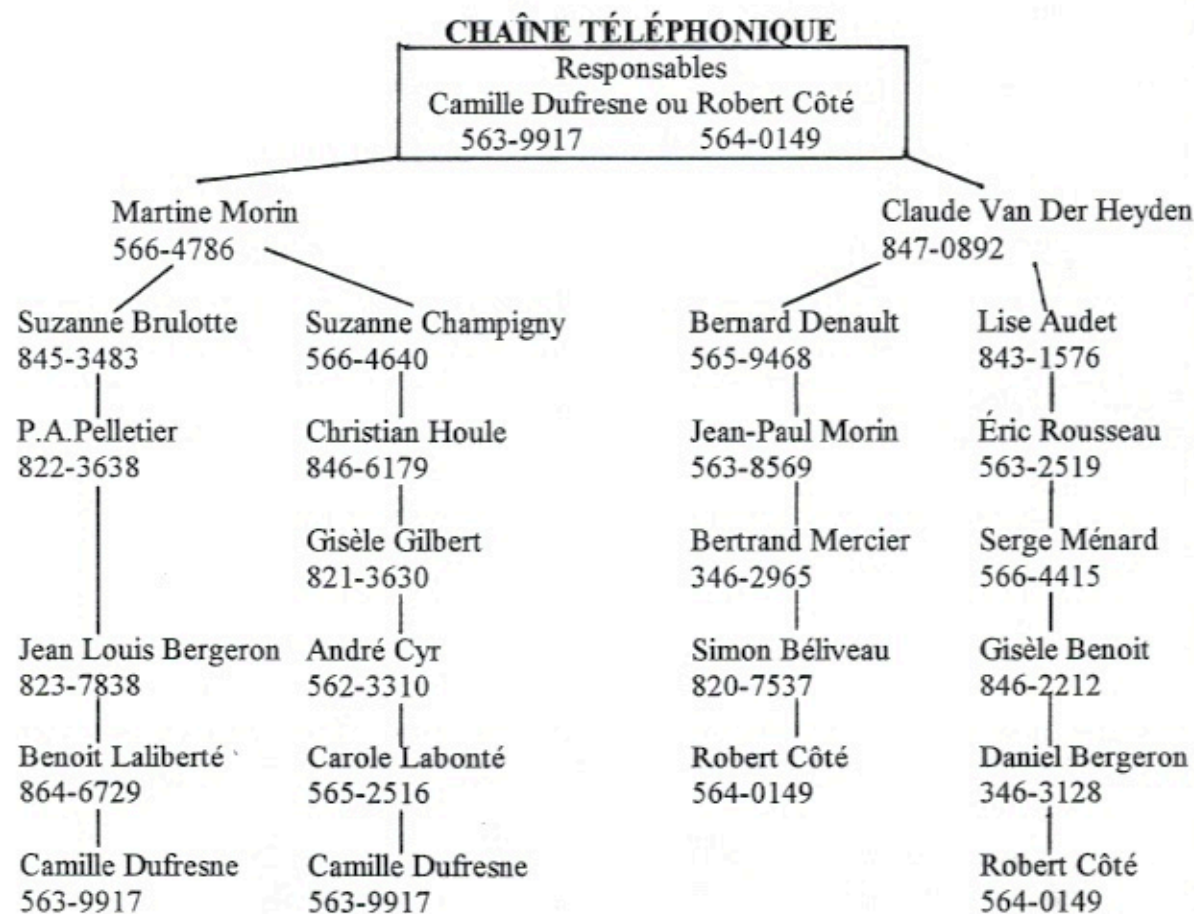 CHAÎNE TÉLÉPHONIQUE
Responsables
Camille Dufresne ou Robert Côté
563-9917 564-0149
Martine Morin
566-4786
Claude Van Der Heyden
847-0892
Suzanne Brulotte
845-3483
P.A.Pelletier
822-3638
Jean Louis Bergeron
823-7838
Benoit Laliberté
864-6729
Camille Dufresne
563-9917
Suzanne Champigny
566-4640
Christian Houle
846-6179
Gisèle Gilbert
821-3630
André Cyr
562-3310
Carole Labonté
565-2516
Camille Dufresne
563-9917
Bernard Denault
565-9468
Jean-Paul Morin
563-8569
Bertrand Mercier
346-2965
Simon Béliveau
820-7537
Robert Côté
564-0149
Lise Audet
843-1576
Éric Rousseau
563-2519
Serge Ménard
566-4415
Gisèle Benoit
846-2212
Daniel Bergeron
346-3128
Robert Côté
564-0149